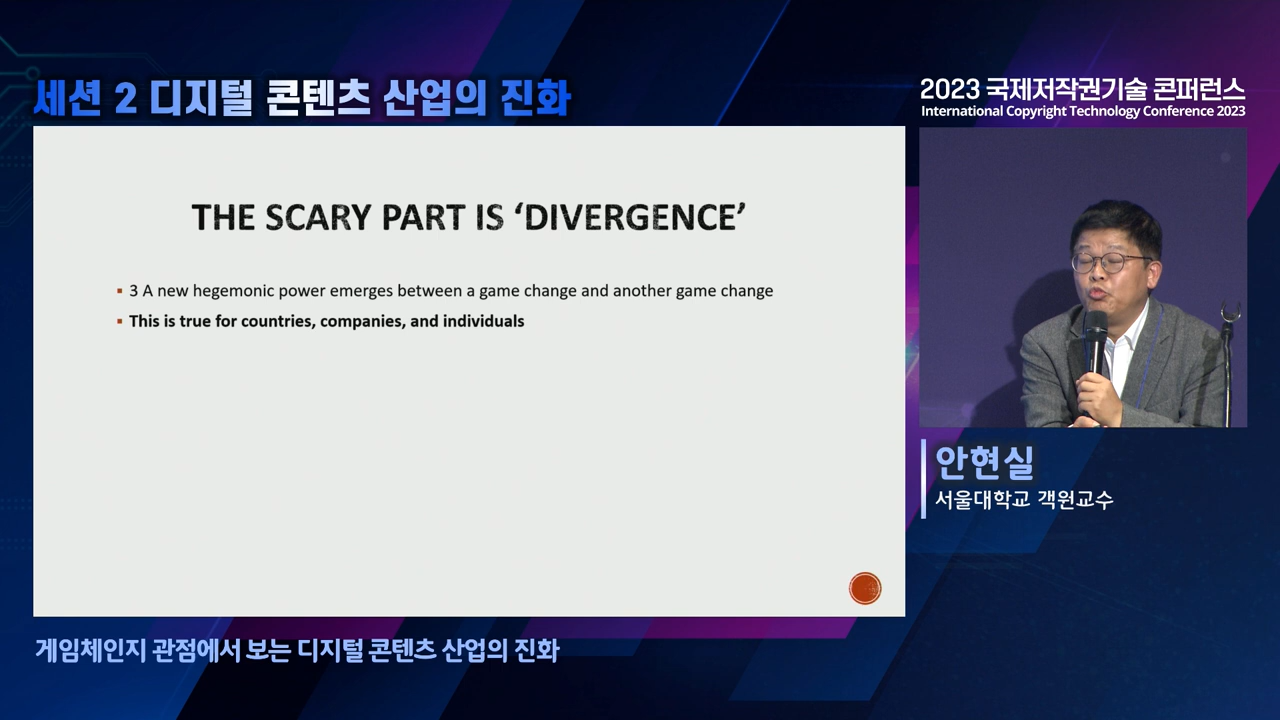 세션 2 디지털 콘텐츠 산업의 진화
2023 국제저작권기술 콘퍼런스
International Copyright Technology Conference 2023
THE SCARY PART IS ‘DIVERGENCE’
▪ 3 A new hegemonic power emerges between a game change and another game change
▪ This is true for countries, companies, and individuals
안현실
서울대학교 객원교수
게임체인지 관점에서 보는 디지털 콘텐츠 산업의 진화